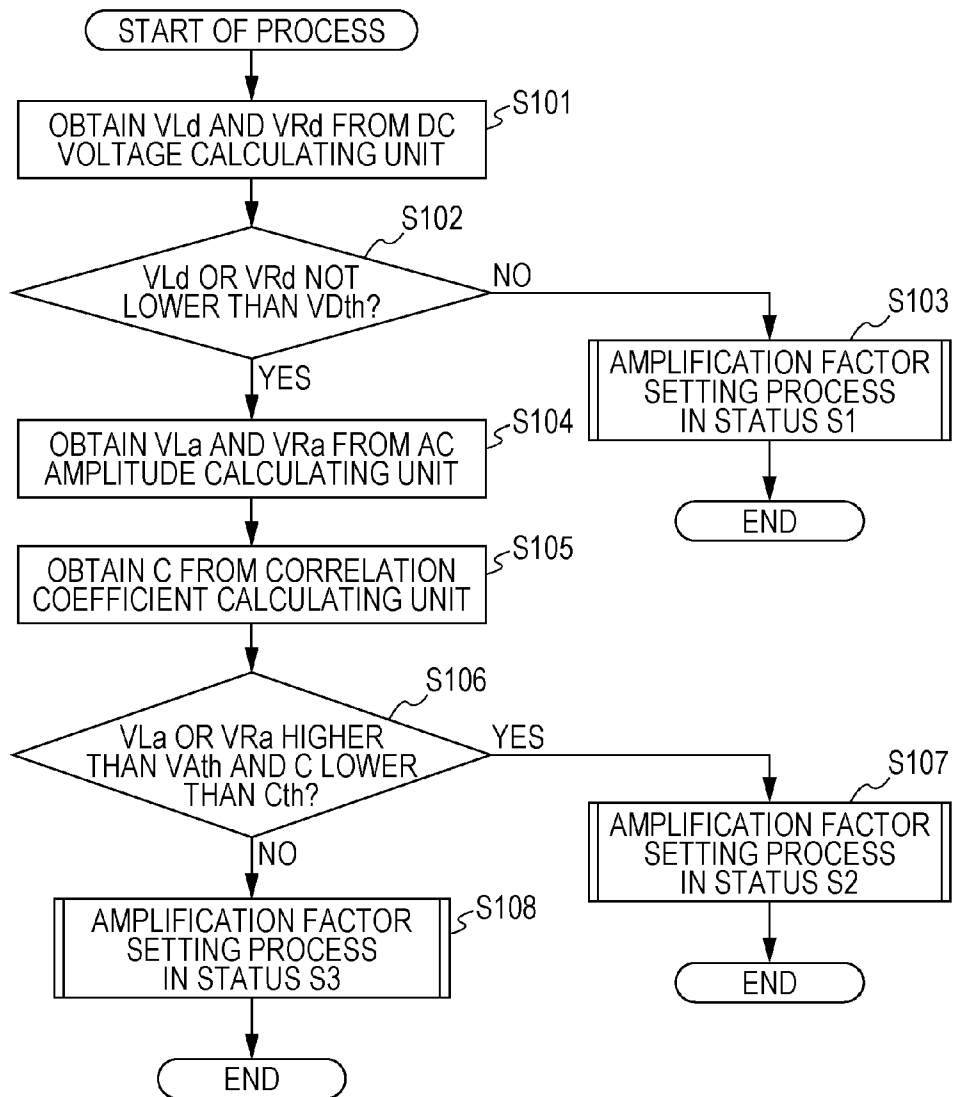 START OF PROCESS
S101
OBTAIN VLd AND VRd FROM DC
VOLTAGE CALCULATING UNIT
S102
VLd OR VRd NOT
LOWER THAN VDth?
NO
YES
S103
AMPLIFICATION FACTOR
SETTING PROCESS
IN STATUS S1
END
S104
OBTAIN VLa AND VRa FROM AC
AMPLITUDE CALCULATING UNIT
S105
OBTAIN C FROM CORRELATION
COEFFICIENT CALCULATING UNIT
S106
VLa OR VRa HIGHER
THAN VAth AND C LOWER
THAN Cth?
YES
NO
S107
AMPLIFICATION FACTOR
SETTING PROCESS
IN STATUS S2
END
S108
AMPLIFICATION FACTOR
SETTING PROCESS
IN STATUS S3
END